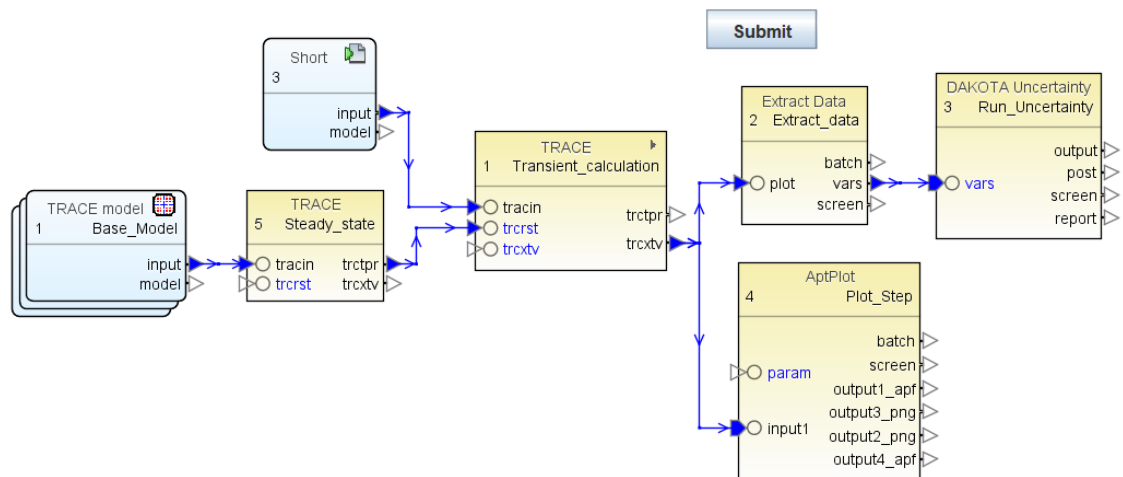 Submit
Short
3
input
model
TRACE model
1 Base_Model
input
model
TRACE
5 Steady_state
tracin trctpr
trcrst trcxtv
TRACE
1 Transient_calculation
tracin
trcrst trctpr
trcxtv trcxtv
Extract Data
2 Extract_data
batch
plot vars
screen
DAKOTA Uncertainty
3 Run_Uncertainty
output
vars post
screen
report
AptPlot
4 Plot_Step
batch
screen
param
output1_apf
output3_png
input1
output2_png
output4_apf